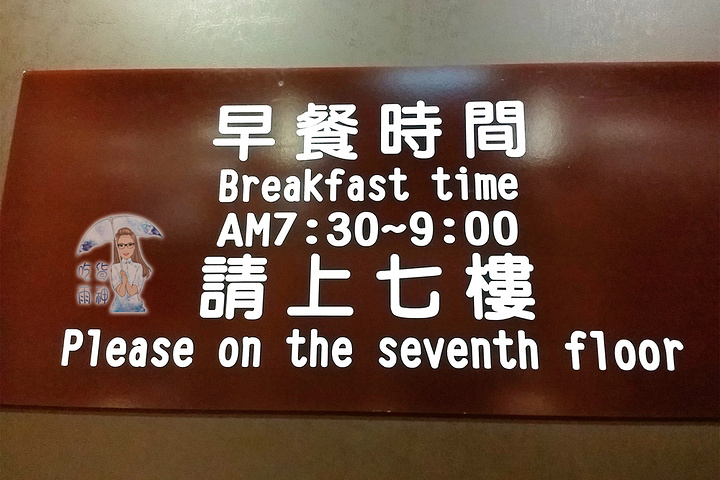 早餐時間
Breakfast time
AM7:30~9:00
請上七樓
Please on the seventh floor